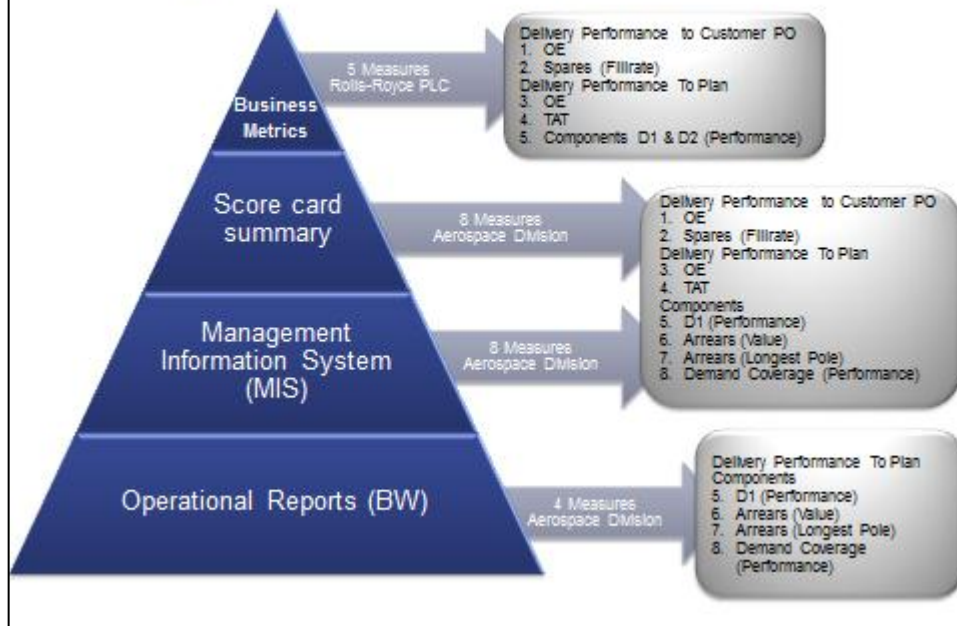 Business
Metrics
5 Measures
Rolls-Royce PLC
Delivery Performance to Customer PO
1. OE
2. Spares (Fillrate)
Delivery Performance To Plan
3. OE
4. TAT
5. Components D1 & D2 (Performance)
Score card
summary
8 Measures
Aerospace Division
Management
Information System
(MIS)
8 Measures
Aerospace Division
Delivery Performance to Customer PO
1. OE
2. Spares (Fillrate)
Delivery Performance To Plan
3. OE
4. TAT
Components
5. D1 (Performance)
6. Arrears (Value)
7. Arrears (Longest Pole)
8. Demand Coverage (Performance)
Operational Reports (BW)
4 Measures
Aerospace Division
Delivery Performance To Plan
Components
5. D1 (Performance)
6. Arrears (Value)
7. Arrears (Longest Pole)
8. Demand Coverage
(Performance)